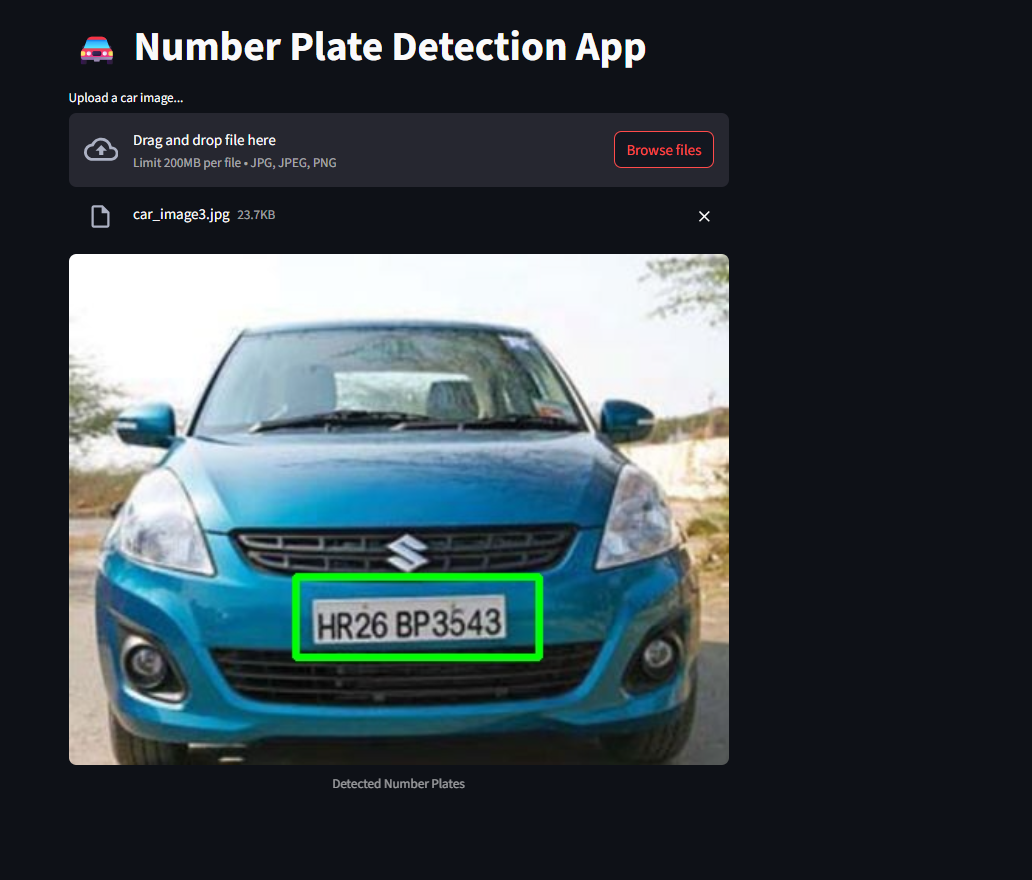 Number Plate Detection App
Upload a car image...
Drag and drop file here
Limit 200MB per file • JPG, JPEG, PNG
Browse files
car_image3.jpg 23.7KB
HR26 BP3543
Detected Number Plates